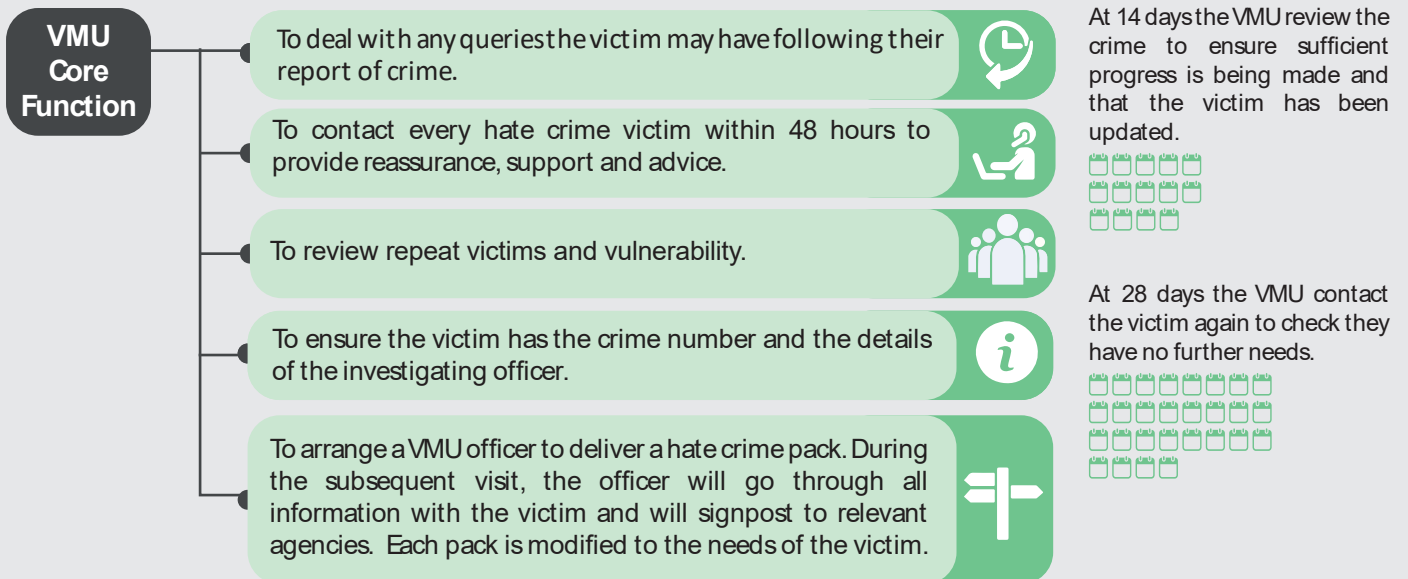 VMU
Core
Function
To deal with any queries the victim may have following their
report of crime.
To contact every hate crime victim within 48 hours to
provide reassurance, support and advice.
To review repeat victims and vulnerability.
To ensure the victim has the crime number and the details
of the investigating officer.
To arrange a VMU officer to deliver a hate crime pack. During
the subsequent visit, the officer will go through all
information with the victim and will signpost to relevant
agencies. Each pack is modified to the needs of the victim.
At 14 days the VMU review the
crime to ensure sufficient
progress is being made and
that the victim has been
updated.
At 28 days the VMU contact
the victim again to check they
have no further needs.